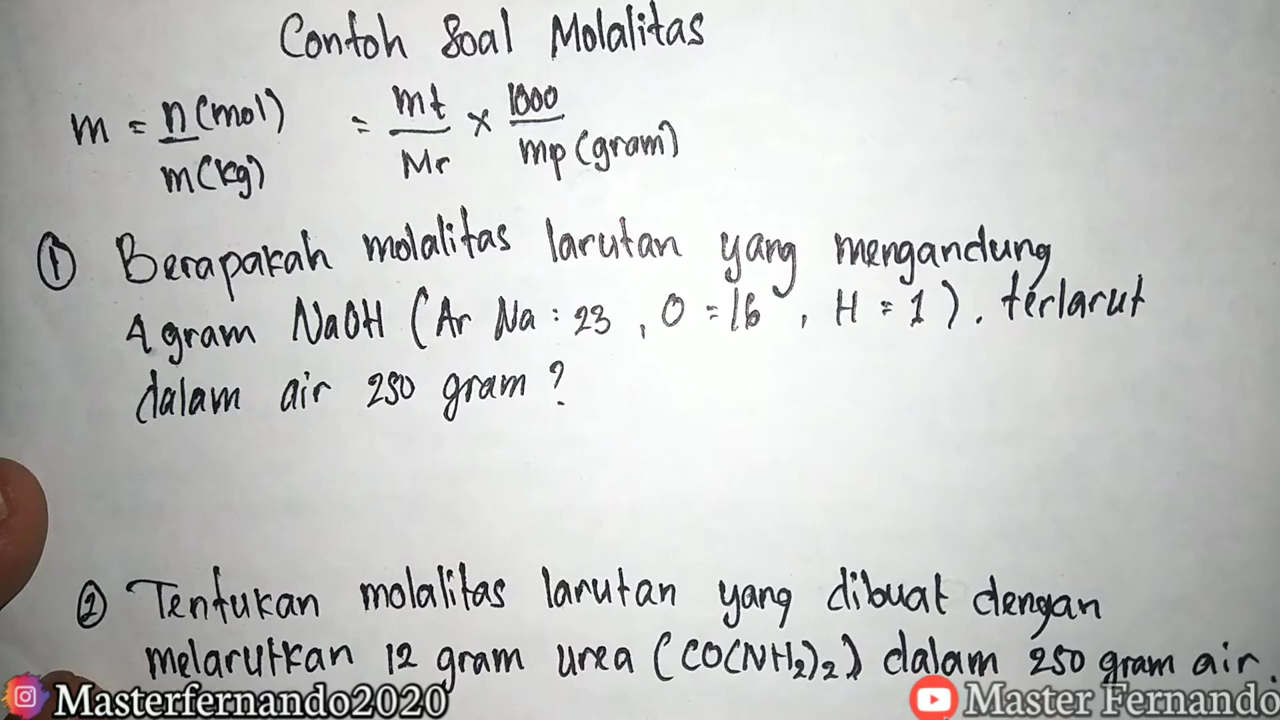 Contoh Soal Molalitas
m = n(mol) / m(kg) = mt / Mr × 1000 / mp (gram)
① Berapakah molalitas larutan yang mengandung
4 gram NaOH (Ar Na : 23 , O = 16 , H = 1 ) . terlarut
dalam air 250 gram ?
② Tentukan molalitas larutan yang dibuat dengan
melarutkan 12 gram urea (CO(NH₂)₂) dalam 250 gram air.
Masterfernando2020
Master Fernando